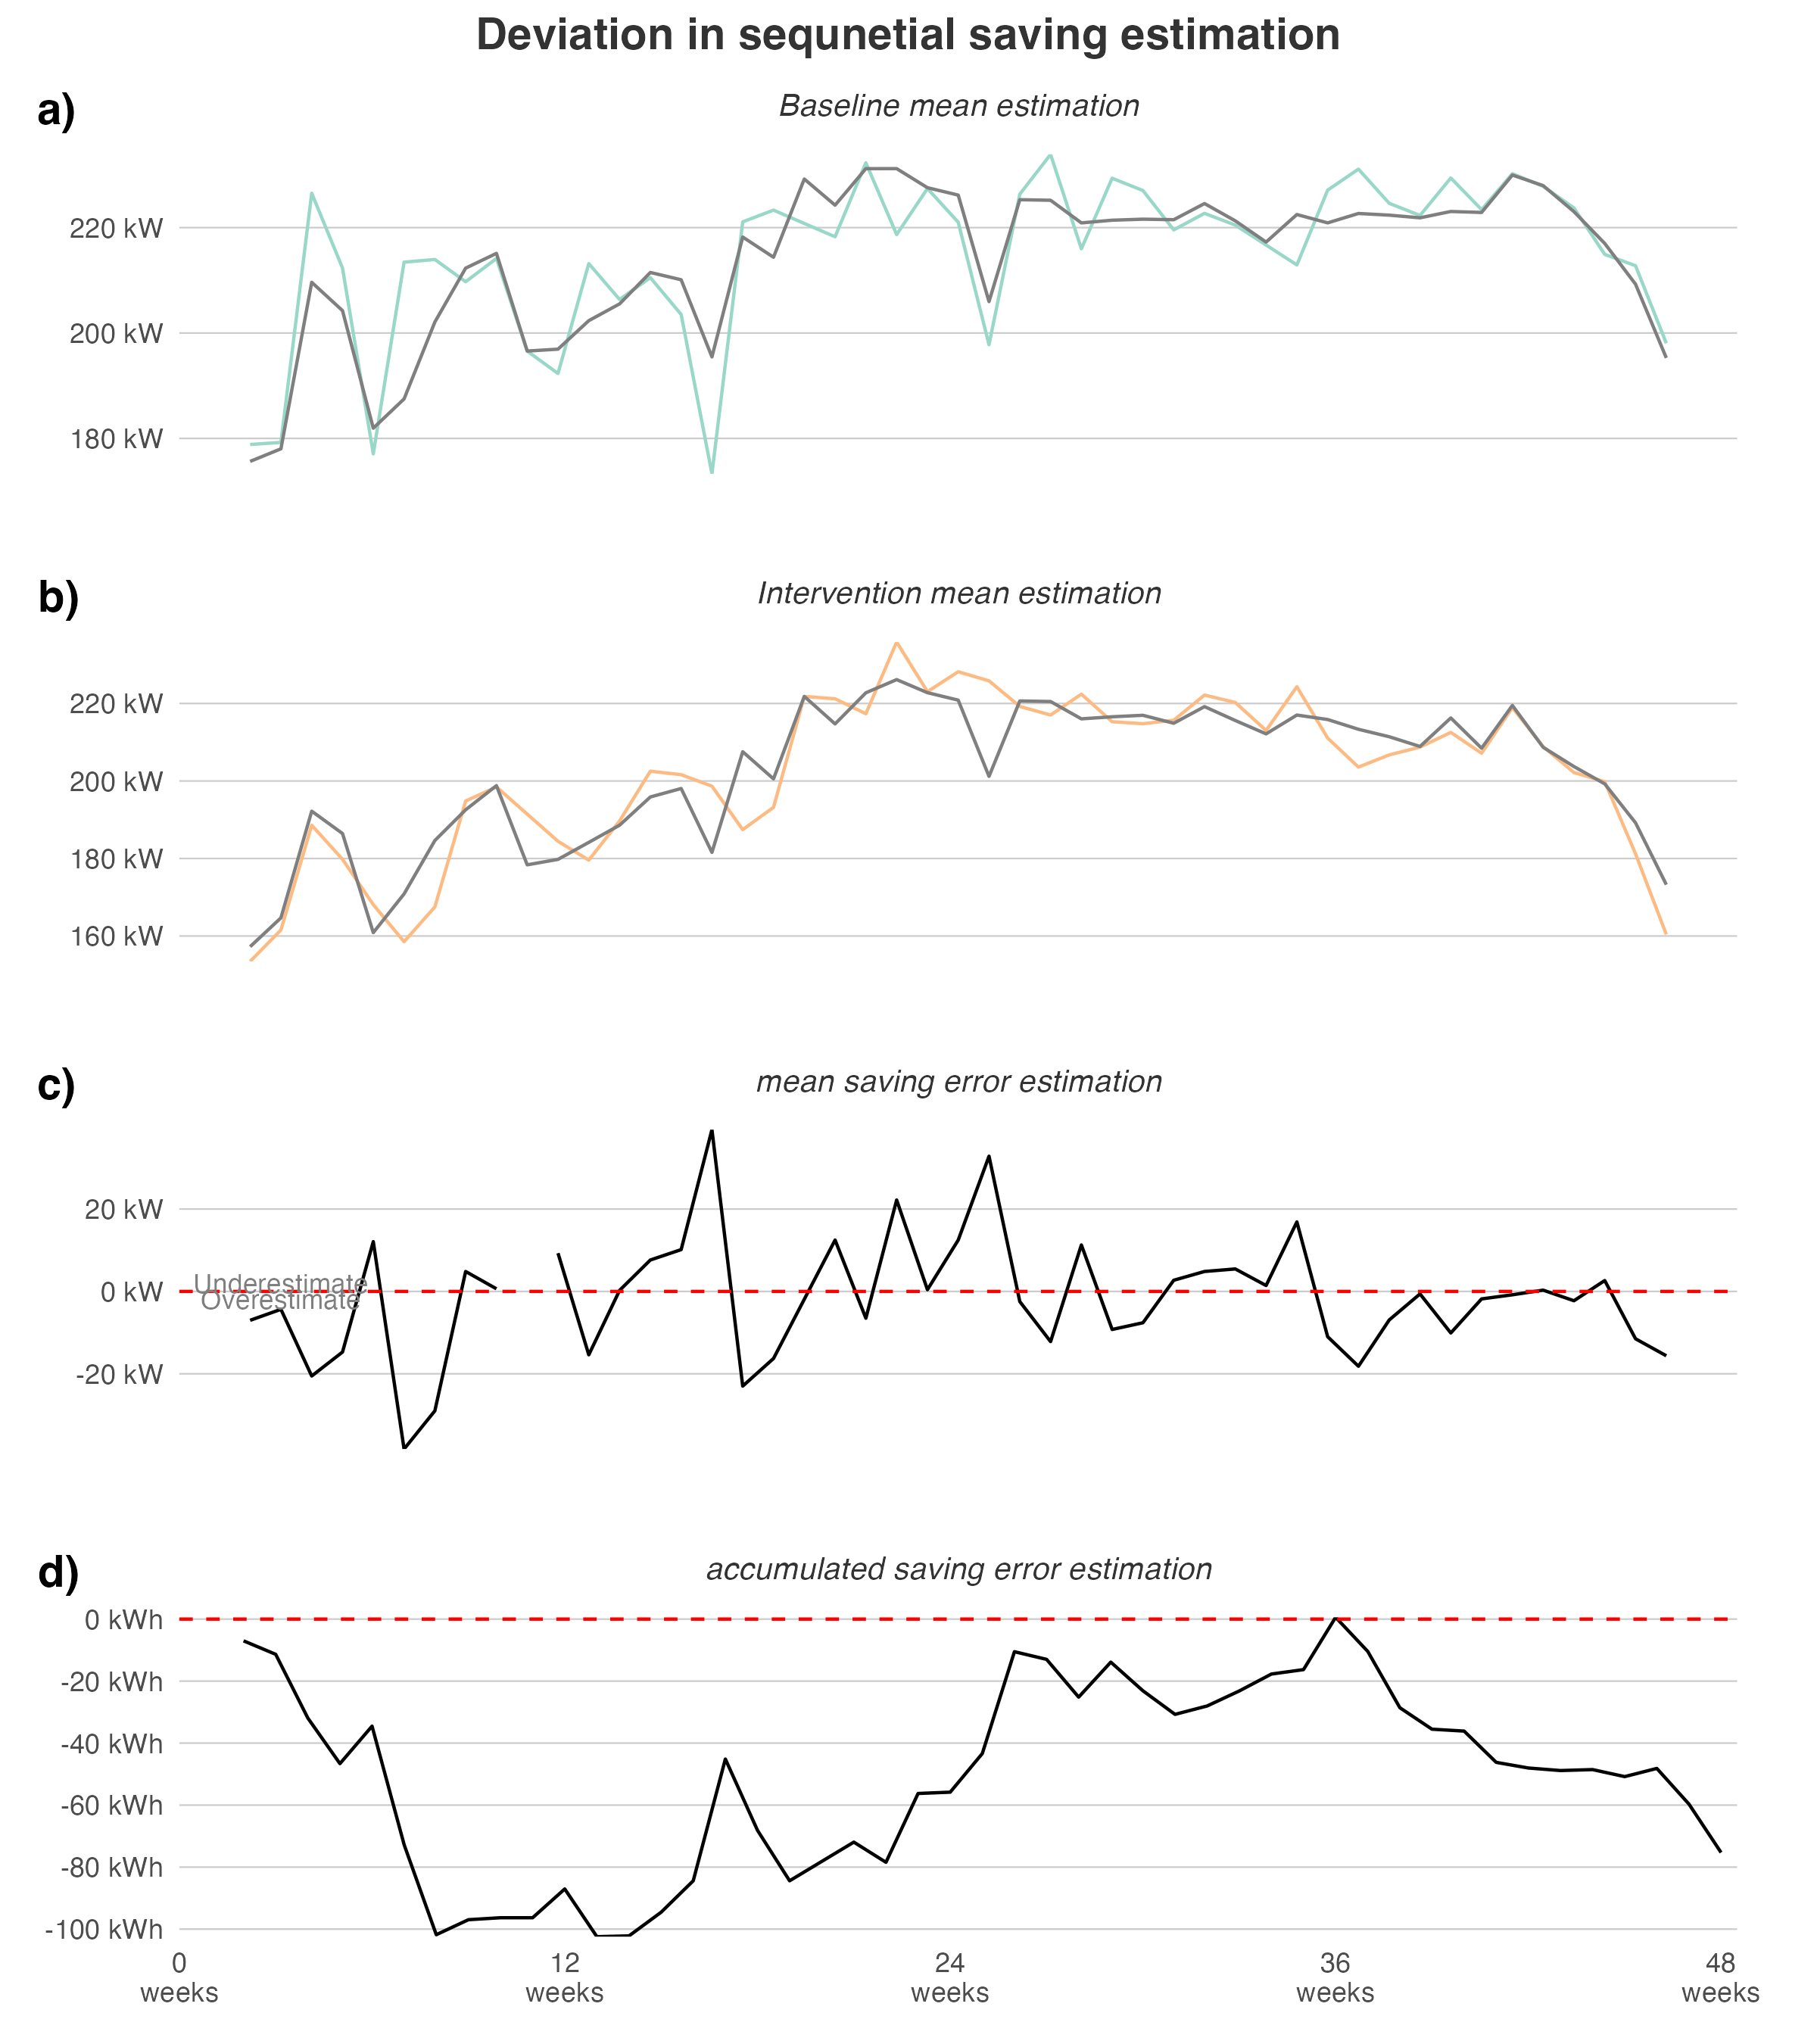 Deviation in sequnetial saving estimation
a)
Baseline mean estimation
220 kW
200 kW
180 kW
b)
Intervention mean estimation
220 kW
200 kW
180 kW
160 kW
c)
mean saving error estimation
20 kW
Underestimate
0 kW
Overestimate
-20 kW
d)
accumulated saving error estimation
0 kWh
-20 kWh
-40 kWh
-60 kWh
-80 kWh
-100 kWh
0 12 24 36 48
weeks weeks weeks weeks weeks